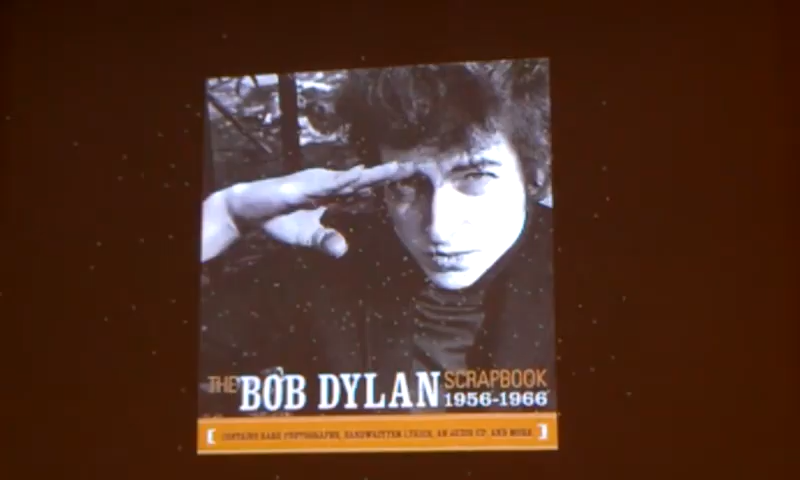 THE BOB DYLAN SCRAPBOOK
1956-1966
[ CONTAINS RARE PHOTOGRAPHS, HANDWRITTEN LYRICS, AN AUDIO CD, AND MORE ]